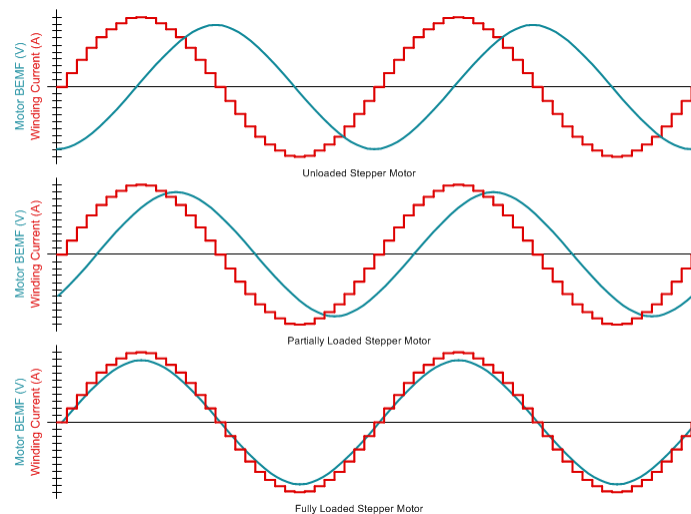 Motor BEMF (V)
Winding Current (A)
Unloaded Stepper Motor
Motor BEMF (V)
Winding Current (A)
Partially Loaded Stepper Motor
Motor BEMF (V)
Winding Current (A)
Fully Loaded Stepper Motor